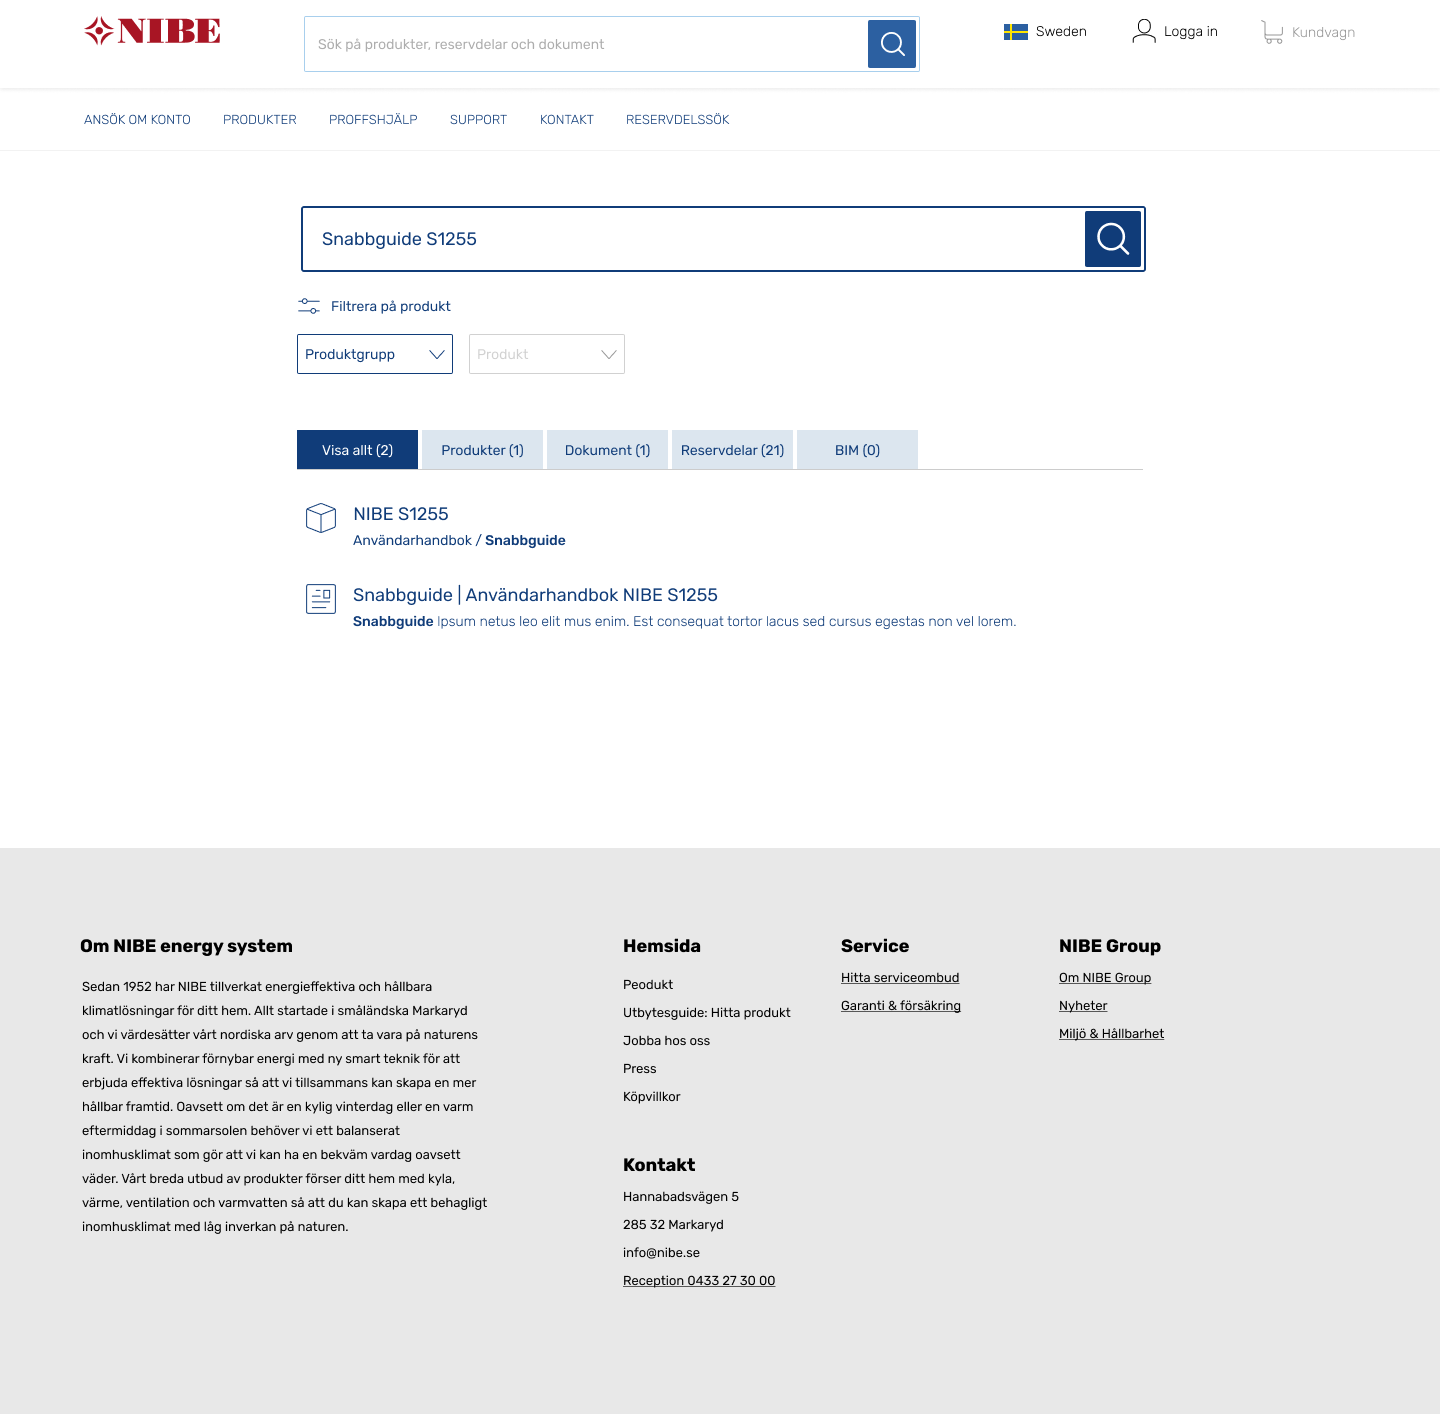 NIBE
Sök på produkter, reservdelar och dokument
Sweden
Logga in
Kundvagn
ANSÖK OM KONTO
PRODUKTER
PROFFSHJÄLP
SUPPORT
KONTAKT
RESERVDELSSÖK
Snabbguide S1255
Filtrera på produkt
Produktgrupp
Produkt
Visa allt (2)
Produkter (1)
Dokument (1)
Reservdelar (21)
BIM (0)
NIBE S1255
Användarhandbok / Snabbguide
Snabbguide | Användarhandbok NIBE S1255
Snabbguide Ipsum netus leo elit mus enim. Est consequat tortor lacus sed cursus egestas non vel lorem.
Om NIBE energy system
Sedan 1952 har NIBE tillverkat energieffektiva och hållbara
klimatlösningar för ditt hem. Allt startade i småländska Markaryd
och vi värdesätter vårt nordiska arv genom att ta vara på naturens
kraft. Vi kombinerar förnybar energi med ny smart teknik för att
erbjuda effektiva lösningar så att vi tillsammans kan skapa en mer
hållbar framtid. Oavsett om det är en kylig vinterdag eller en varm
eftermiddag i sommarsolen behöver vi ett balanserat
inomhusklimat som gör att vi kan ha en bekväm vardag oavsett
väder. Vårt breda utbud av produkter förser ditt hem med kyla,
värme, ventilation och varmvatten så att du kan skapa ett behagligt
inomhusklimat med låg inverkan på naturen.
Hemsida
Peodukt
Utbytesguide: Hitta produkt
Jobba hos oss
Press
Köpvillkor
Kontakt
Hannabadsvägen 5
285 32 Markaryd
info@nibe.se
Reception 0433 27 30 00
Service
Hitta serviceombud
Garanti & försäkring
NIBE Group
Om NIBE Group
Nyheter
Miljö & Hållbarhet